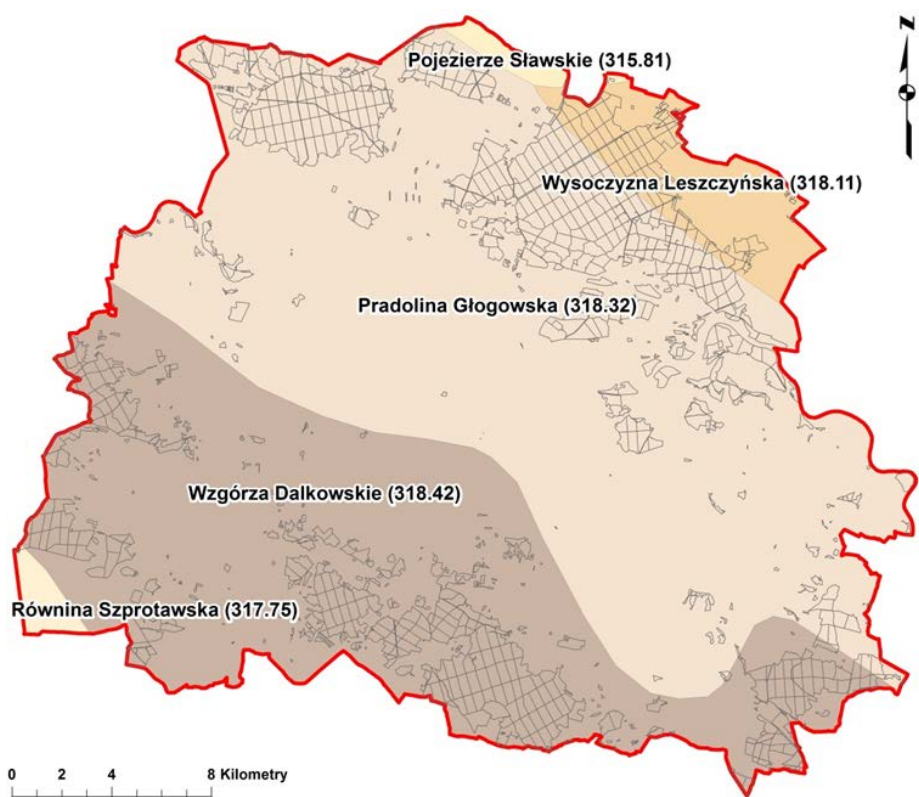 N
Pojezierze Sławskie (315.81)
Wysoczyzna Leszczyńska (318.11)
Pradolina Głogowska (318.32)
Wzgórza Dalkowskie (318.42)
Równina Szprotawska (317.75)
0 2 4 8 Kilometry